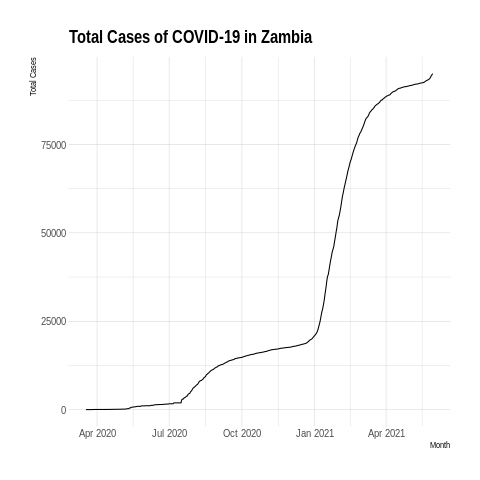 Total Cases of COVID-19 in Zambia
Total Cases
75000
50000
25000
0
Apr 2020 Jul 2020 Oct 2020 Jan 2021 Apr 2021
Month